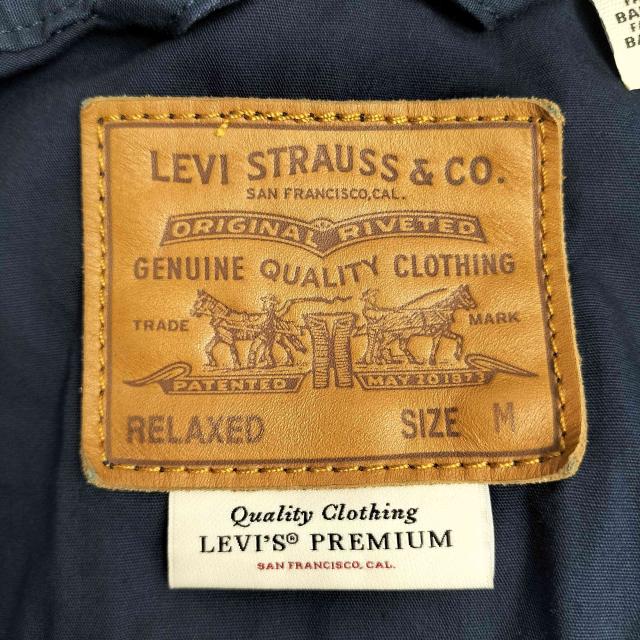 LEVI STRAUSS & CO.
SAN FRANCISCO, CAL.
ORIGINAL® RIVETED
GENUINE QUALITY CLOTHING
TRADE MARK
PATENTED MAY 20 1873
RELAXED SIZE M
Quality Clothing
LEVI'S® PREMIUM
SAN FRANCISCO, CAL.